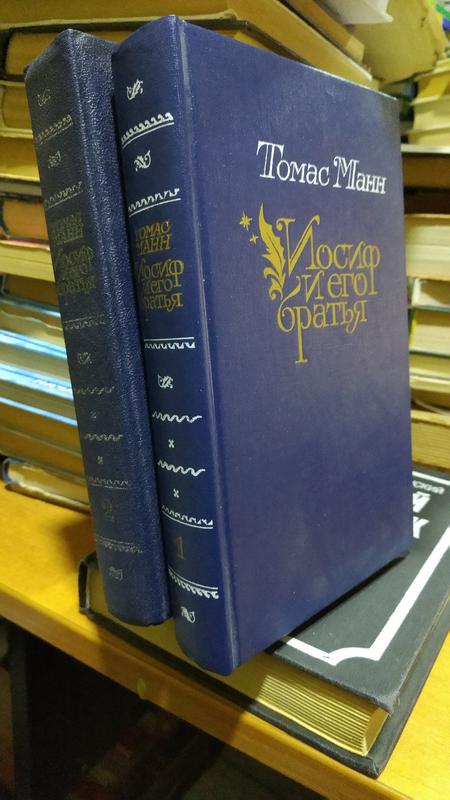 Томас Манн
Иосиф
и его
братья
Томас
Манн
Иосиф
и его
братья
1
Томас
Манн
Иосиф
и его
братья
2